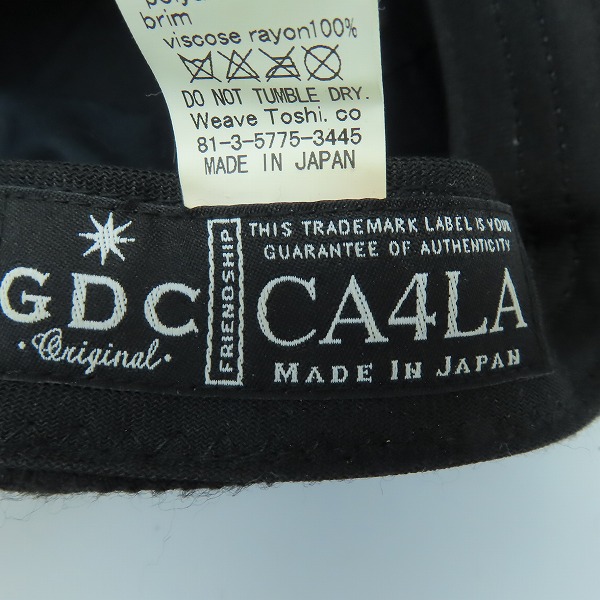 brim
viscose rayon100%
DO NOT TUMBLE DRY.
Weave Toshi. co
81-3-5775-3445
MADE IN JAPAN
GDC
Original
FRIENDSHIP
THIS TRADEMARK LABEL IS YOUR
GUARANTEE OF AUTHENTICITY
CA4LA
MADE IN JAPAN